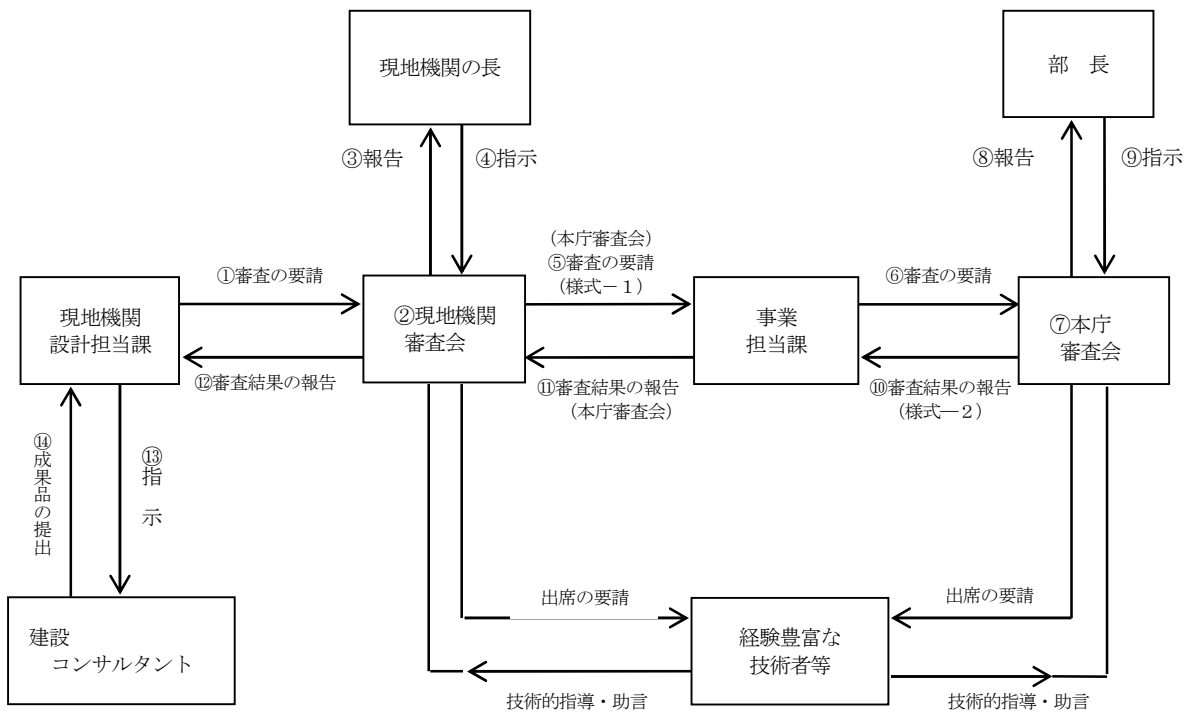 現地機関の長
部　長
③報告
④指示
⑧報告
⑨指示
（本庁審査会）
①審査の要請
⑤審査の要請
（様式－１）
⑥審査の要請
現地機関
設計担当課
②現地機関
審査会
事業
担当課
⑦本庁
審査会
⑫審査結果の報告
⑪審査結果の報告
（本庁審査会）
⑩審査結果の報告
（様式―２）
⑭成果品の提出
⑬指　示
出席の要請
出席の要請
建設
コンサルタント
経験豊富な
技術者等
技術的指導・助言
技術的指導・助言